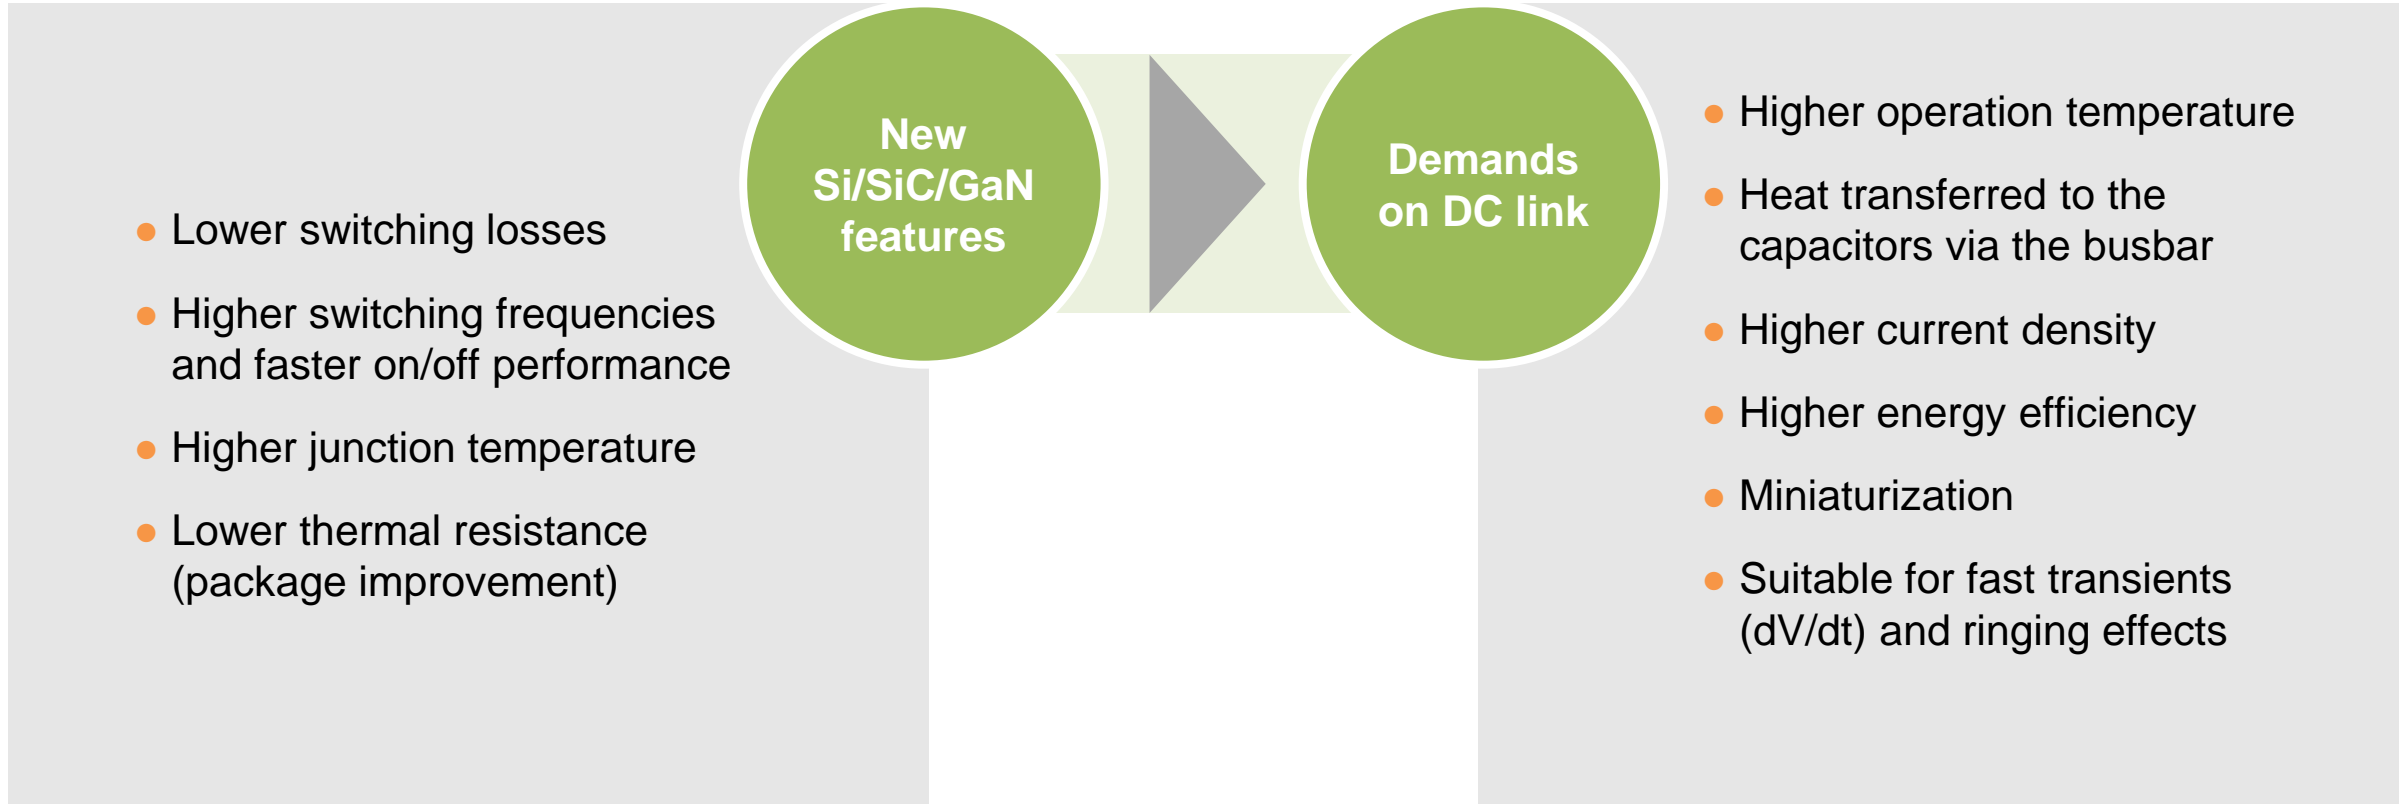 New
Si/SiC/GaN
features
● Lower switching losses
● Higher switching frequencies
and faster on/off performance
● Higher junction temperature
● Lower thermal resistance
(package improvement)
Demands
on DC link
● Higher operation temperature
● Heat transferred to the
capacitors via the busbar
● Higher current density
● Higher energy efficiency
● Miniaturization
● Suitable for fast transients
(dV/dt) and ringing effects